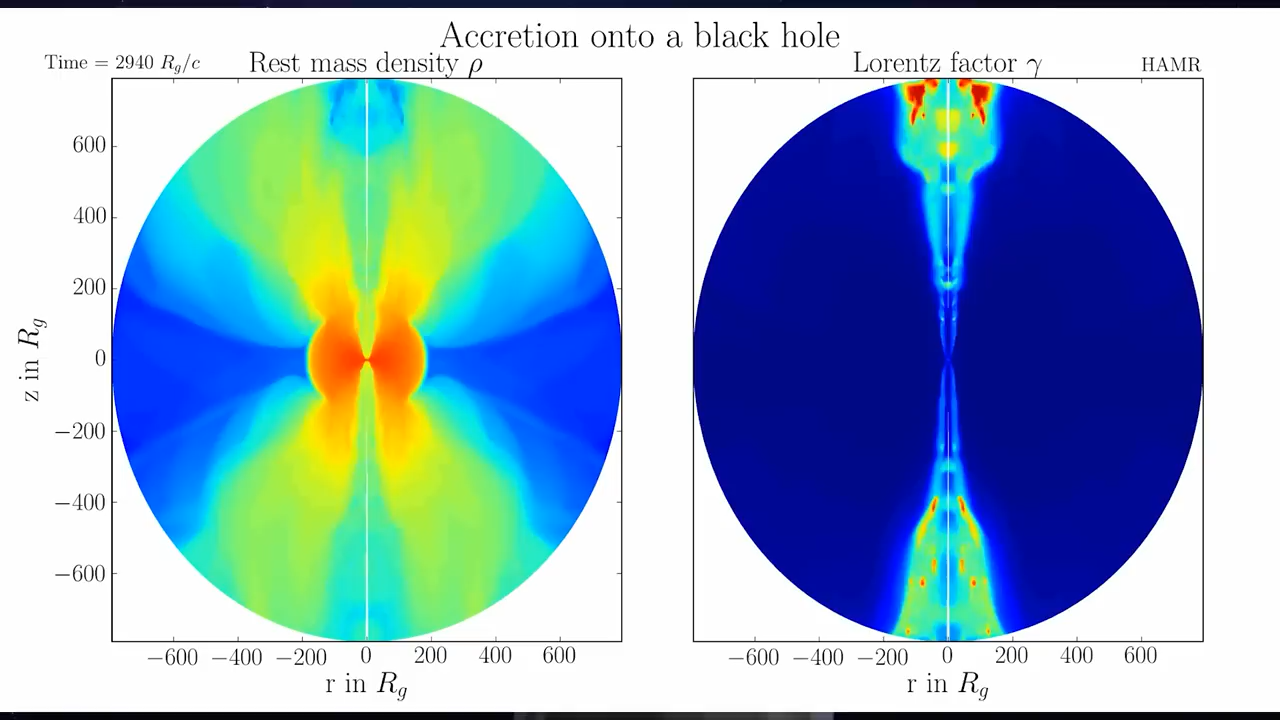 Accretion onto a black hole
Time = 2940 R_g/c
Rest mass density ρ
Lorentz factor γ
HAMR
z in R_g
600
400
200
0
−200
−400
−600
−600 −400 −200 0 200 400 600
r in R_g
−600 −400 −200 0 200 400 600
r in R_g